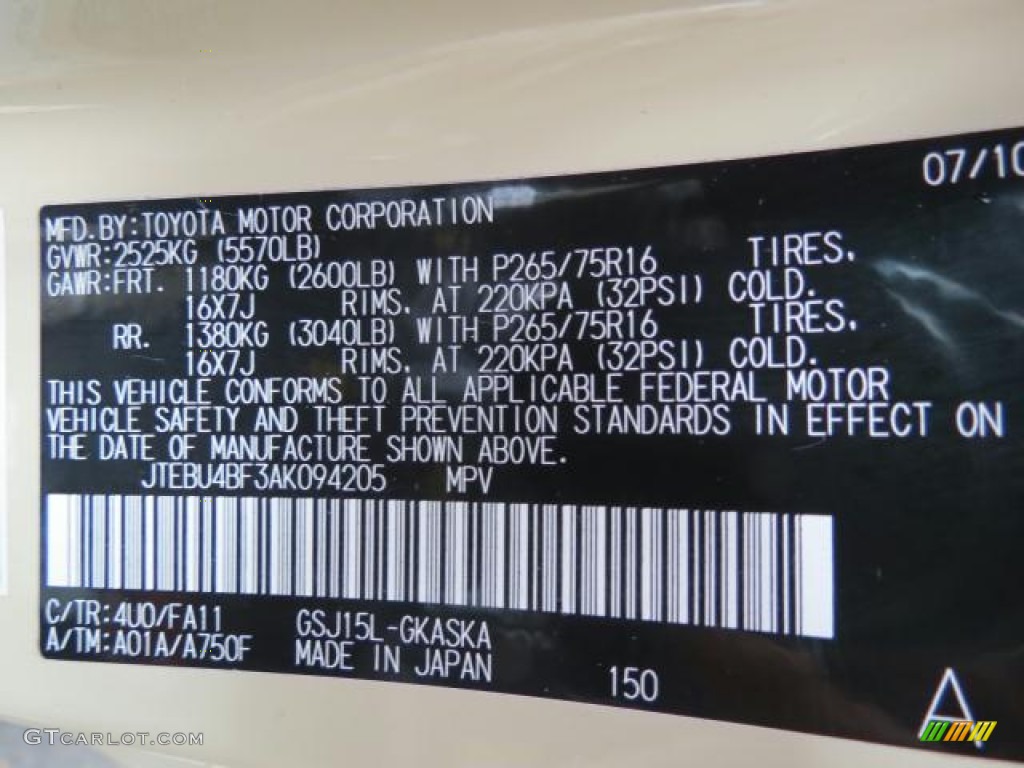 07/10
MFD.BY:TOYOTA MOTOR CORPORATION
GVWR:2525KG (5570LB)
GAWR:FRT. 1180KG (2600LB) WITH P265/75R16 TIRES.
16X7J RIMS. AT 220KPA (32PSI) COLD.
RR. 1380KG (3040LB) WITH P265/75R16 TIRES.
16X7J RIMS. AT 220KPA (32PSI) COLD.
THIS VEHICLE CONFORMS TO ALL APPLICABLE FEDERAL MOTOR
VEHICLE SAFETY AND THEFT PREVENTION STANDARDS IN EFFECT ON
THE DATE OF MANUFACTURE SHOWN ABOVE.
JTEBU4BF3AK094205 MPV
C/TR:4U0/FA11 GSJ15L-GKASKA
A/TM:A01A/A750F MADE IN JAPAN
150
A
GTCarlot.com